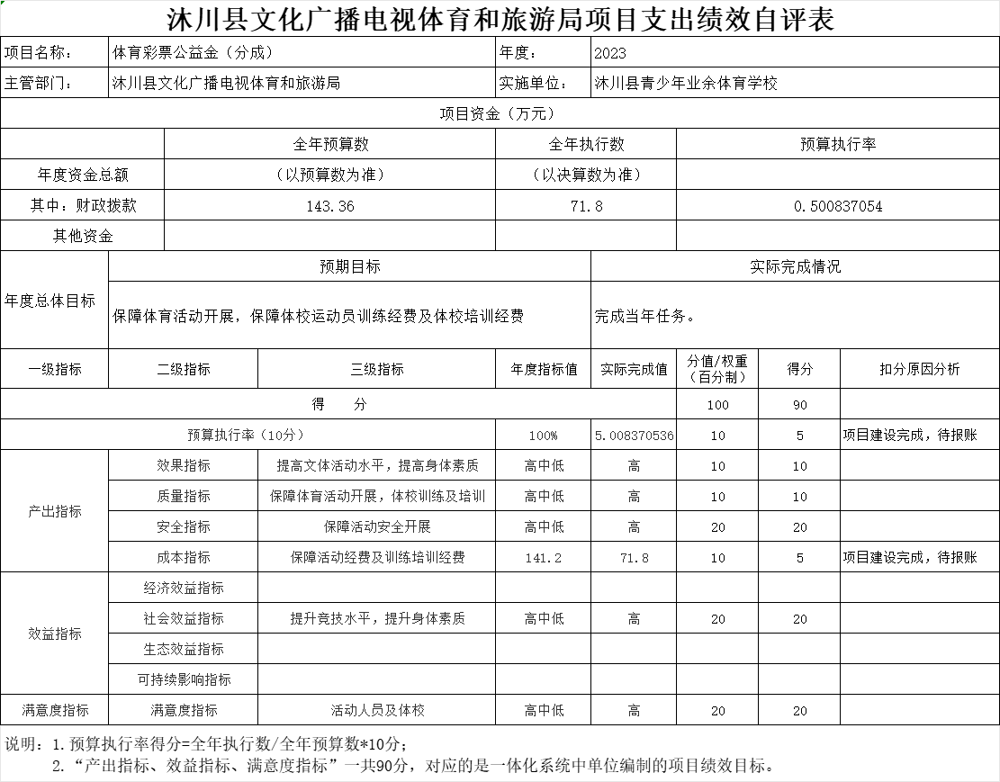 沐川县文化广播电视体育和旅游局项目支出绩效自评表
项目名称： 体育彩票公益金（分成） 年度： 2023
主管部门： 沐川县文化广播电视体育和旅游局 实施单位： 沐川县青少年业余体育学校
项目资金（万元）
全年预算数 全年执行数 预算执行率
年度资金总额 （以预算数为准） （以决算数为准）
其中：财政拨款 143.36 71.8 0.500837054
其他资金
年度总体目标 预期目标 实际完成情况
保障体育活动开展，保障体校运动员训练经费及体校培训经费 完成当年任务。
一级指标 二级指标 三级指标 年度指标值 实际完成值 分值/权重（百分制） 得分 扣分原因分析
得 分 100 90
预算执行率（10分） 100% 5.008370536 10 5 项目建设完成，待报账
产出指标 效果指标 提高文体活动水平，提高身体素质 高中低 高 10 10
质量指标 保障体育活动开展，体校训练及培训 高中低 高 10 10
安全指标 保障活动安全开展 高中低 高 20 20
成本指标 保障活动经费及训练培训经费 141.2 71.8 10 5 项目建设完成，待报账
效益指标 经济效益指标
社会效益指标 提升竞技水平，提升身体素质 高中低 高 20 20
生态效益指标
可持续影响指标
满意度指标 满意度指标 活动人员及体校 高中低 高 20 20
说明：1.预算执行率得分=全年执行数/全年预算数*10分；
2.“产出指标、效益指标、满意度指标”一共90分，对应的是一体化系统中单位编制的项目绩效目标。